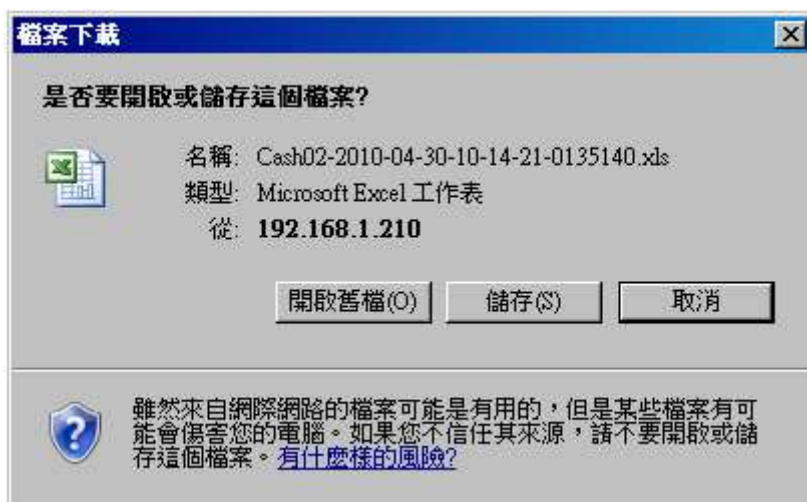 檔案下載
是否要開啟或儲存這個檔案?
名稱: Cash02-2010-04-30-10-14-21-0135140.xls
類型: Microsoft Excel 工作表
從: 192.168.1.210
開啟舊檔(O) 儲存(S) 取消
雖然來自網際網路的檔案可能是有用的，但是某些檔案有可
能會傷害您的電腦。如果您不信任其來源，請不要開啟或儲
存這個檔案。有什麼樣的風險?